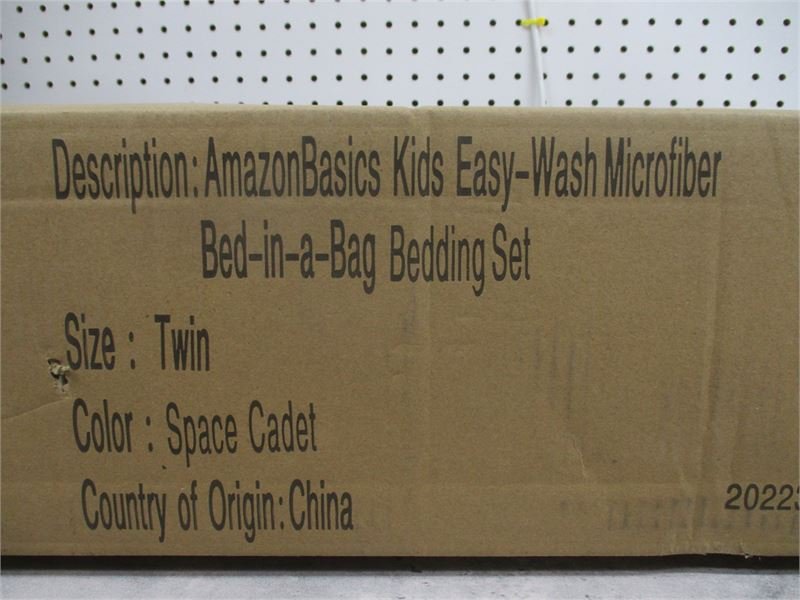 Description: AmazonBasics Kids Easy-Wash Microfiber
Bed-in-a-Bag Bedding Set
Size : Twin
Color : Space Cadet
Country of Origin: China